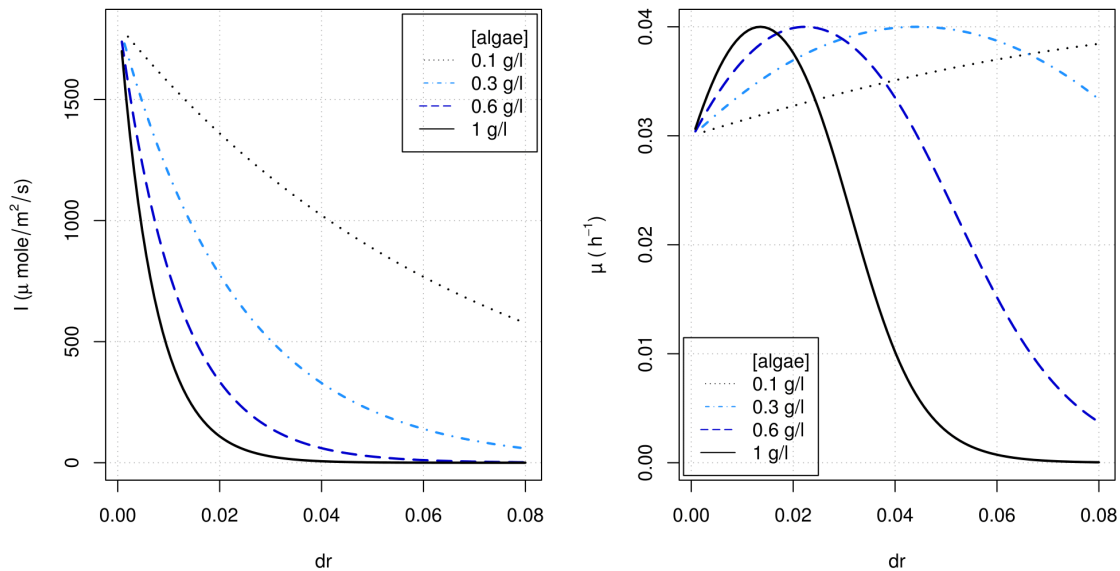 I (μ mole/m²/s)
0
500
1000
1500
[algae]
0.1 g/l
0.3 g/l
0.6 g/l
1 g/l
0.00 0.02 0.04 0.06 0.08
dr
μ ( h⁻¹)
0.00
0.01
0.02
0.03
0.04
[algae]
0.1 g/l
0.3 g/l
0.6 g/l
1 g/l
0.00 0.02 0.04 0.06 0.08
dr